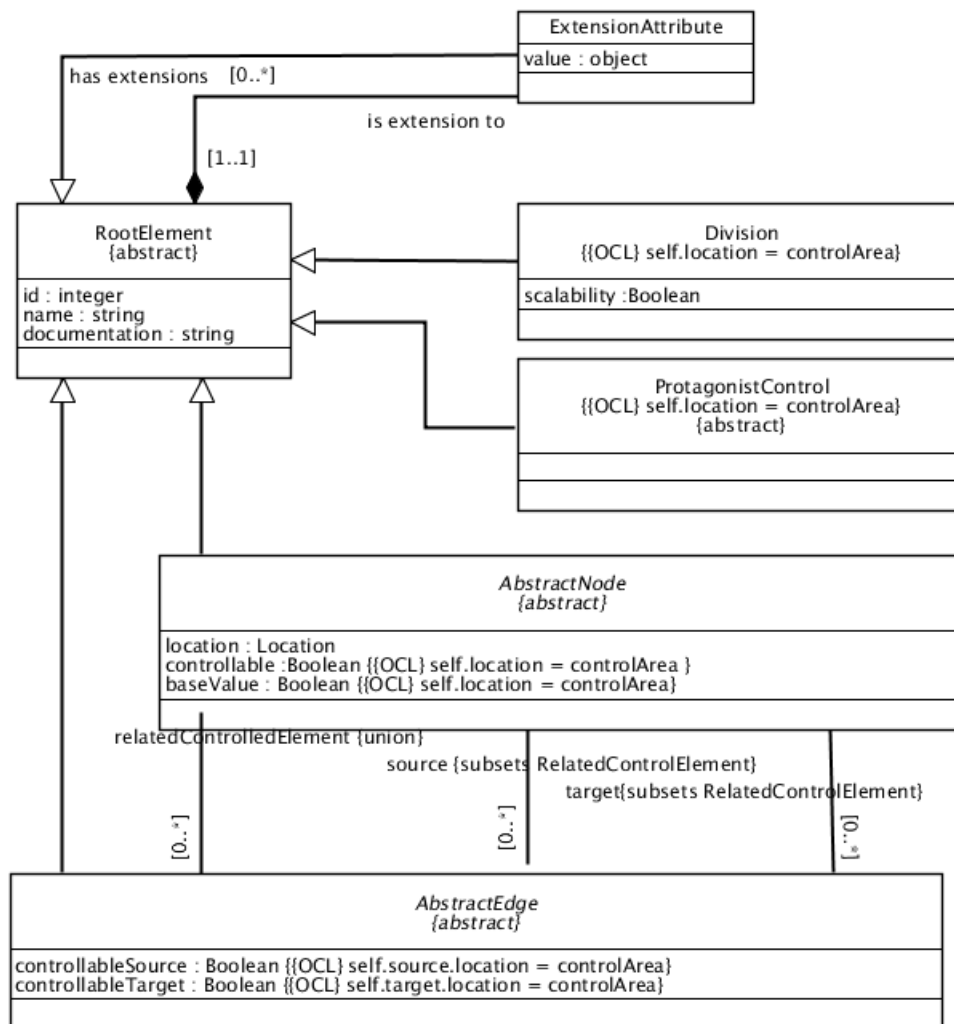 ExtensionAttribute
value : object
has extensions [0..*]
is extension to
[1..1]
RootElement
{abstract}
id : integer
name : string
documentation : string
Division
{{OCL} self.location = controlArea}
scalability :Boolean
ProtagonistControl
{{OCL} self.location = controlArea}
{abstract}
AbstractNode
{abstract}
location : Location
controllable :Boolean {{OCL} self.location = controlArea }
baseValue : Boolean {{OCL} self.location = controlArea}
relatedControlledElement {union}
source {subsets RelatedControlElement}
target{subsets RelatedControlElement}
[0..*]
[0..*]
[0..*]
AbstractEdge
{abstract}
controllableSource : Boolean {{OCL} self.source.location = controlArea}
controllableTarget : Boolean {{OCL} self.target.location = controlArea}